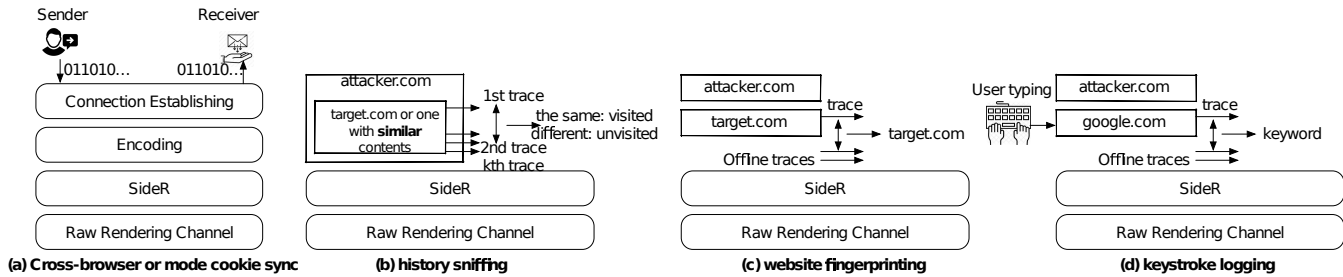 Sender
Receiver
011010...
011010...
Connection Establishing
Encoding
SideR
Raw Rendering Channel
(a) Cross-browser or mode cookie sync
attacker.com
target.com or one
with similar
contents
1st trace
2nd trace
kth trace
the same: visited
different: unvisited
SideR
Raw Rendering Channel
(b) history sniffing
attacker.com
target.com
trace
target.com
Offline traces
SideR
Raw Rendering Channel
(c) website fingerprinting
User typing
attacker.com
google.com
trace
keyword
Offline traces
SideR
Raw Rendering Channel
(d) keystroke logging